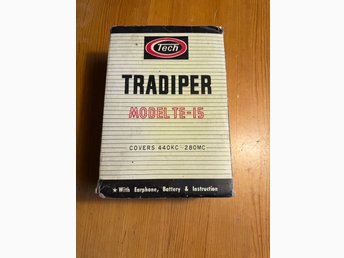 Tech
TRADIPER
MODEL TE-15
COVERS 440KC - 280MC
★ With Earphone, Battery & Instruction